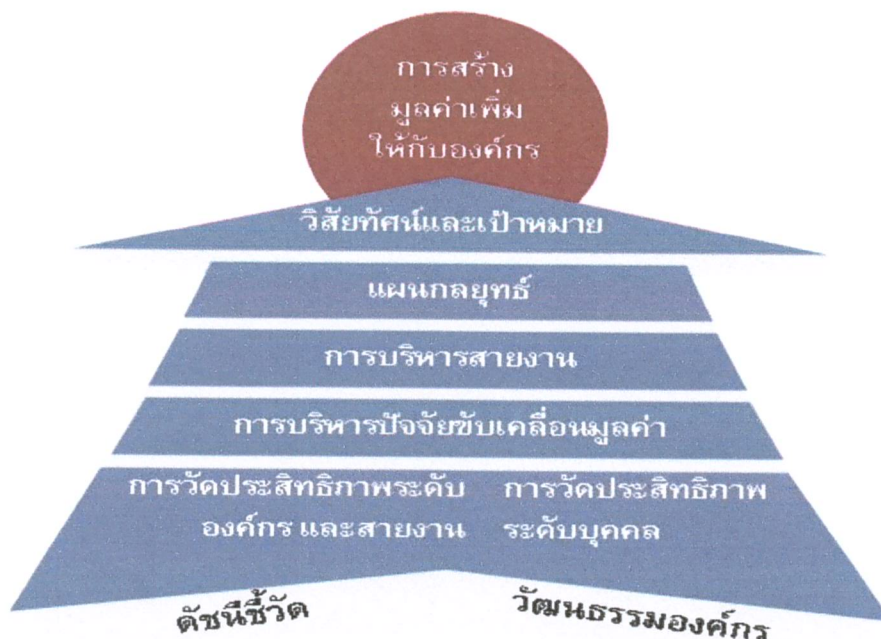 การสร้าง
มูลค่าเพิ่ม
ให้กับองค์กร
วิสัยทัศน์และเป้าหมาย
แผนกลยุทธ์
การบริหารสายงาน
การบริหารปัจจัยขับเคลื่อนมูลค่า
การวัดประสิทธิภาพระดับ
องค์กร และสายงาน
การวัดประสิทธิภาพ
ระดับบุคคล
ดัชนีชี้วัด
วัฒนธรรมองค์กร